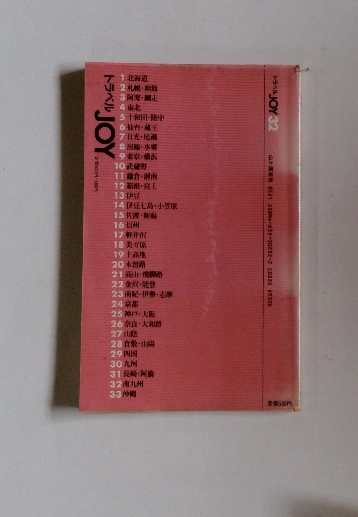 トラベルJOY
1 北海道
2 札幌・函館
3 阿寒・網走
4 東北
5 十和田・陸中
6 仙台・蔵王
7 日光・尾瀬
8 房総・水郷
9 東京・横浜
10 武蔵野
11 鎌倉・湘南
12 箱根・富士
13 伊豆
14 伊豆七島・小笠原
15 佐渡・新潟
16 信州
17 軽井沢
18 美ガ原
19 上高地
20 木曽路
21 高山・飛騨路
22 金沢・能登
23 南紀・伊勢・志摩
24 京都
25 神戸・大阪
26 奈良・大和路
27 山陰
28 倉敷・山陽
29 四国
30 九州
31 長崎・阿蘇
32 南九州
33 沖縄
トラベルJOY 32
定価530円